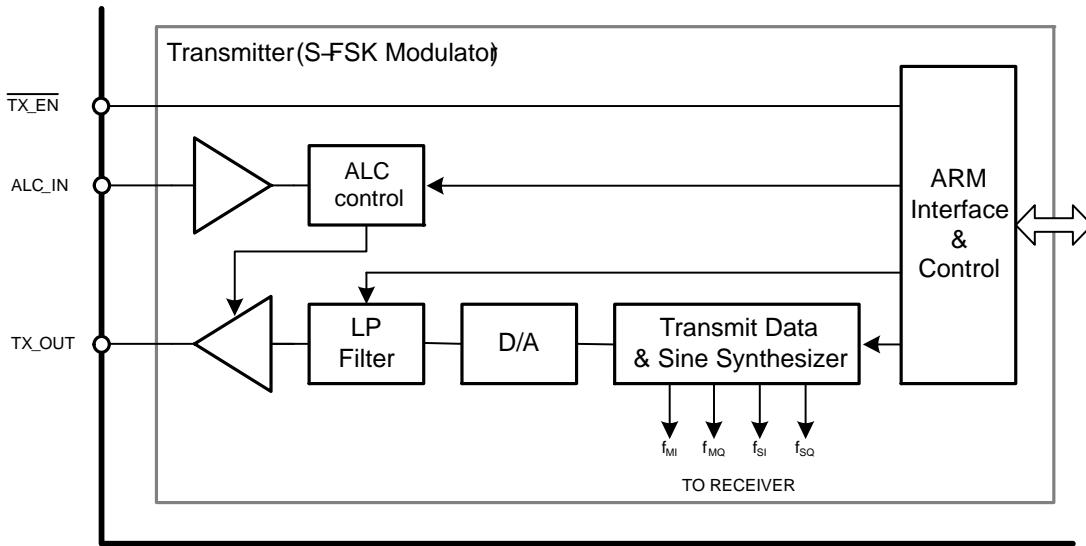 Transmitter (S–FSK Modulator)
TX_EN
ALC_IN
ALC
control
ARM
Interface
&
Control
TX_OUT
LP
Filter
D/A
Transmit Data
& Sine Synthesizer
fMI
fMQ
fSI
fSQ
TO RECEIVER